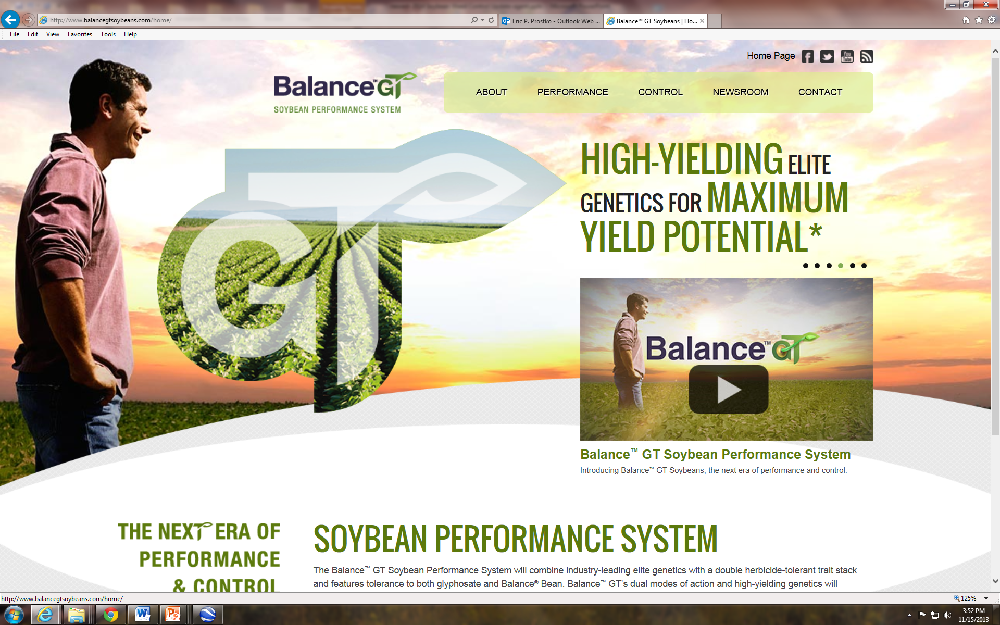 http://www.balancegtsoybeans.com/home/
Eric P. Prostko - Outlook Web ...
Balance™ GT Soybeans | Ho...
File Edit View Favorites Tools Help
Home Page
You Tube
Balance™GT
SOYBEAN PERFORMANCE SYSTEM
ABOUT PERFORMANCE CONTROL NEWSROOM CONTACT
GT
HIGH-YIELDING ELITE
GENETICS FOR MAXIMUM
YIELD POTENTIAL*
Balance™GT
Balance™ GT Soybean Performance System
Introducing Balance™ GT Soybeans, the next era of performance and control.
THE NEXT ERA OF
PERFORMANCE
& CONTROL
SOYBEAN PERFORMANCE SYSTEM
The Balance™ GT Soybean Performance System will combine industry-leading elite genetics with a double herbicide-tolerant trait stack
and features tolerance to both glyphosate and Balance® Bean. Balance™ GT's dual modes of action and high-yielding genetics will
http://www.balancegtsoybeans.com/home/
125%
3:52 PM
11/15/2013